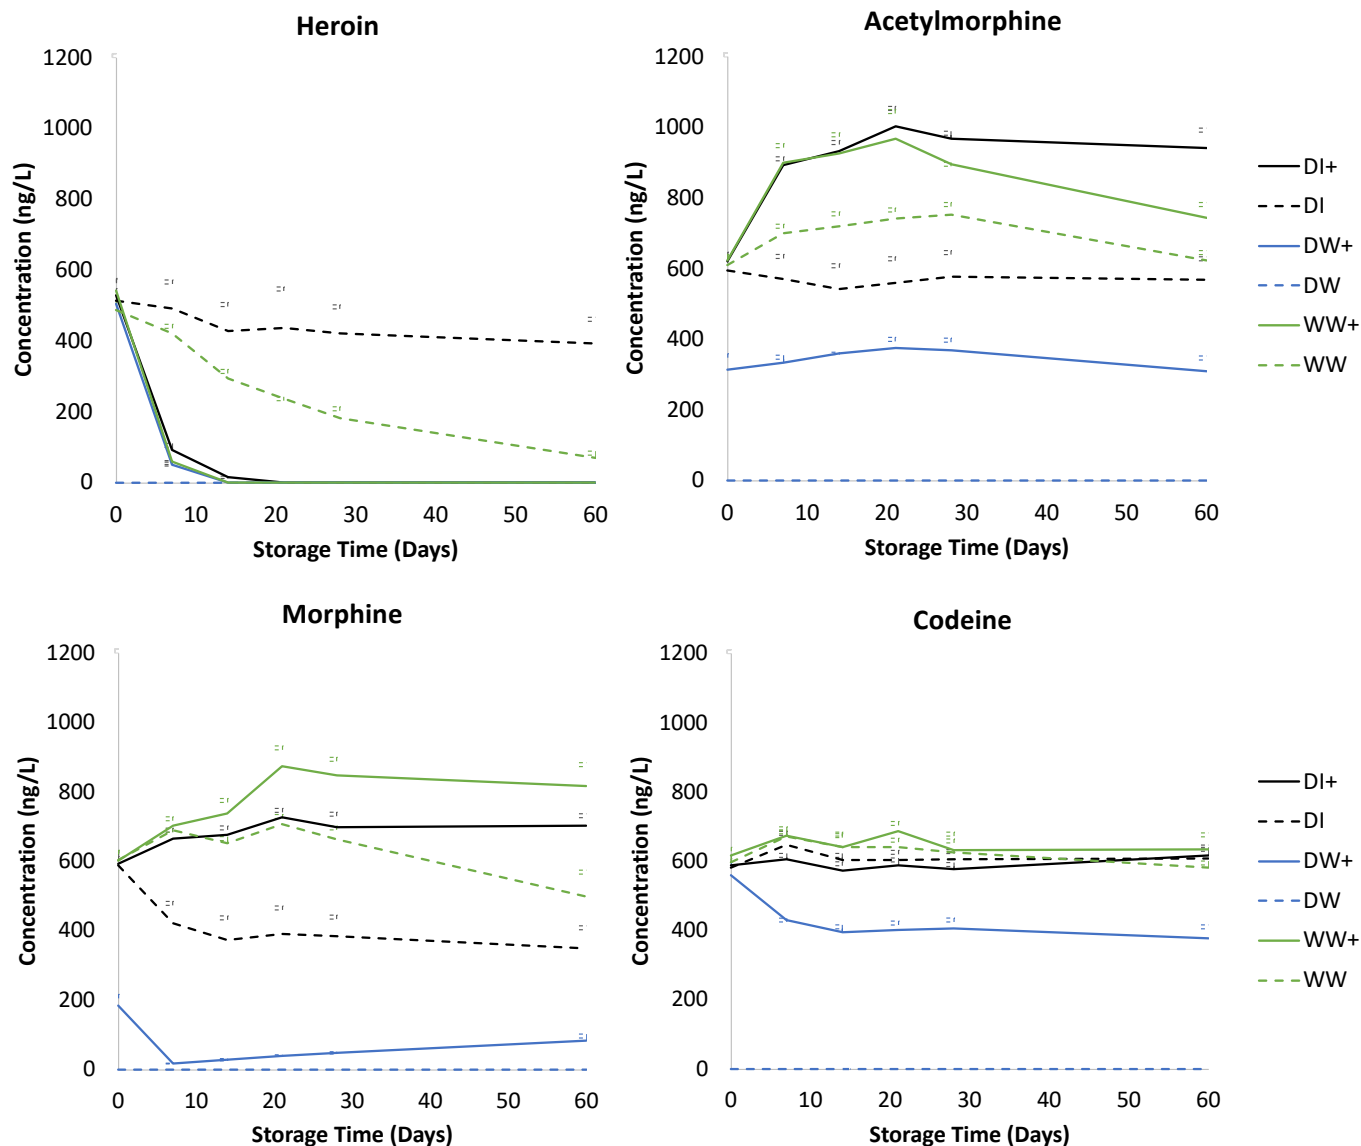 Heroin
1200
1000
800
600
400
200
0
Concentration (ng/L)
0 10 20 30 40 50 60
Storage Time (Days)
Acetylmorphine
1200
1000
800
600
400
200
0
Concentration (ng/L)
0 10 20 30 40 50 60
Storage Time (Days)
DI+
DI
DW+
DW
WW+
WW
Morphine
1200
1000
800
600
400
200
0
Concentration (ng/L)
0 10 20 30 40 50 60
Storage Time (Days)
Codeine
1200
1000
800
600
400
200
0
Concentration (ng/L)
0 10 20 30 40 50 60
Storage Time (Days)
DI+
DI
DW+
DW
WW+
WW